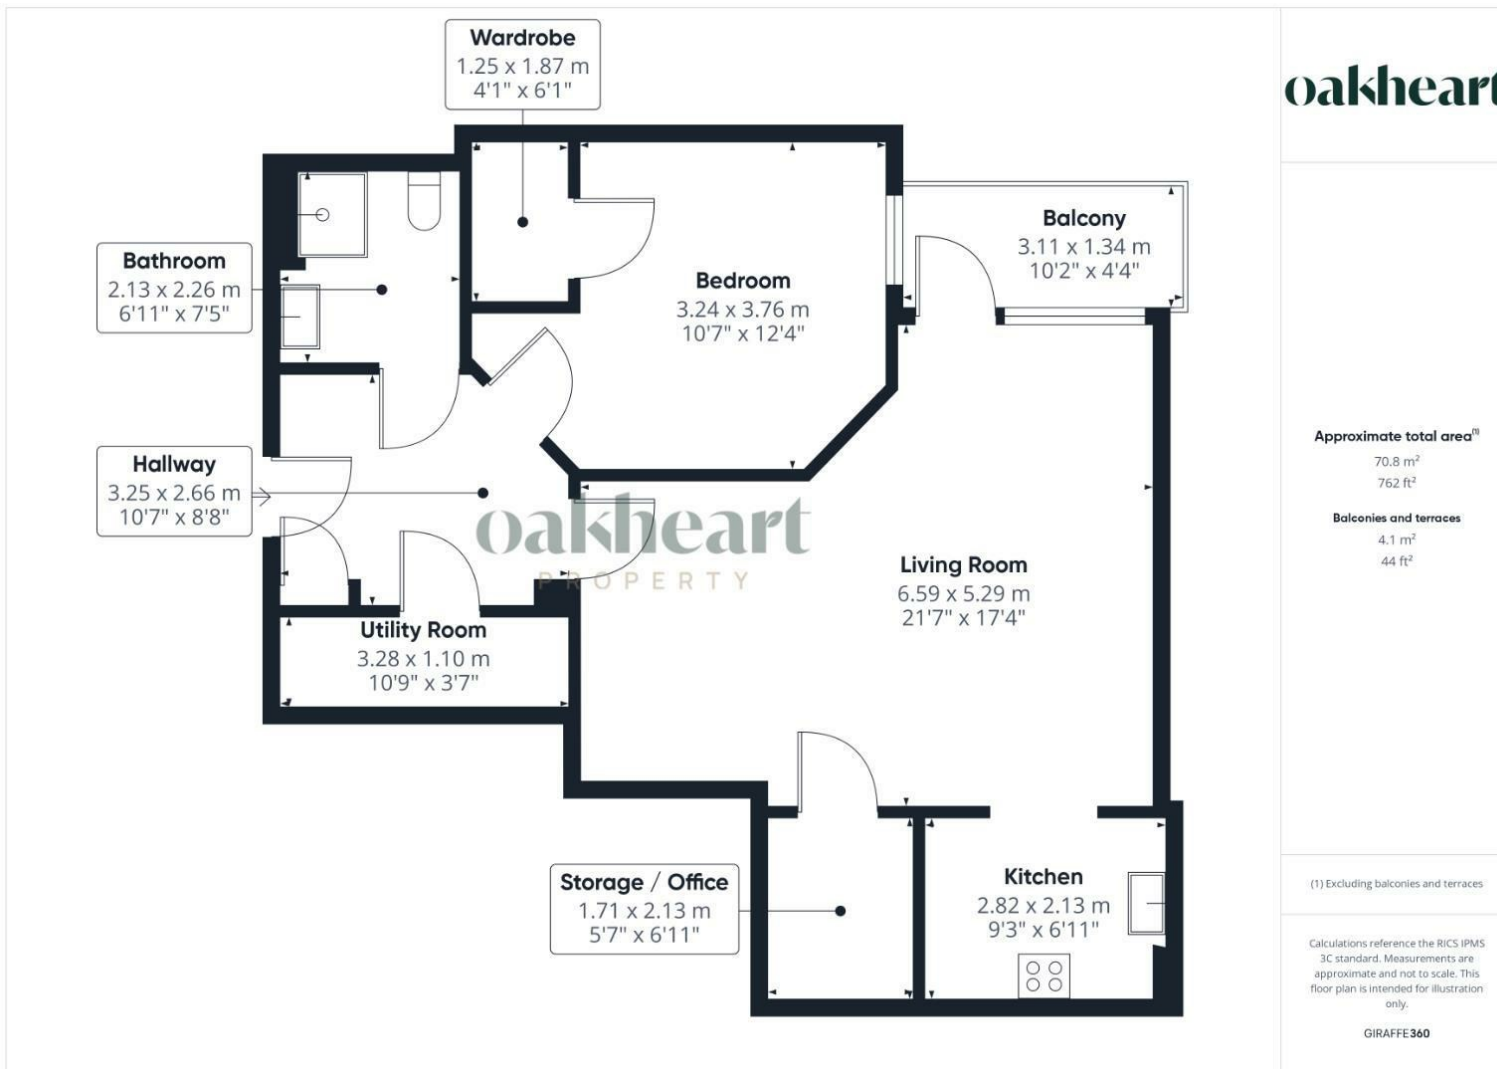 Wardrobe
1.25 x 1.87 m
4'1" x 6'1"
oakheart
Balcony
3.11 x 1.34 m
10'2" x 4'4"
Bathroom
2.13 x 2.26 m
6'11" x 7'5"
Bedroom
3.24 x 3.76 m
10'7" x 12'4"
Hallway
3.25 x 2.66 m
10'7" x 8'8"
oakheart
PROPERTY
Living Room
6.59 x 5.29 m
21'7" x 17'4"
Utility Room
3.28 x 1.10 m
10'9" x 3'7"
Storage / Office
1.71 x 2.13 m
5'7" x 6'11"
Kitchen
2.82 x 2.13 m
9'3" x 6'11"
Approximate total area(1)
70.8 m²
762 ft²
Balconies and terraces
4.1 m²
44 ft²
(1) Excluding balconies and terraces
Calculations reference the RICS IPMS
3C standard. Measurements are
approximate and not to scale. This
floor plan is intended for illustration
only.
GIRAFFE360